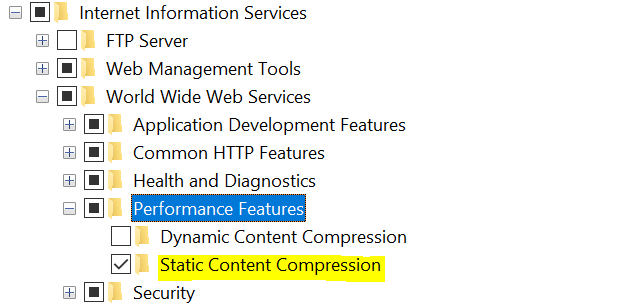 Internet Information Services
FTP Server
Web Management Tools
World Wide Web Services
Application Development Features
Common HTTP Features
Health and Diagnostics
Performance Features
Dynamic Content Compression
Static Content Compression
Security